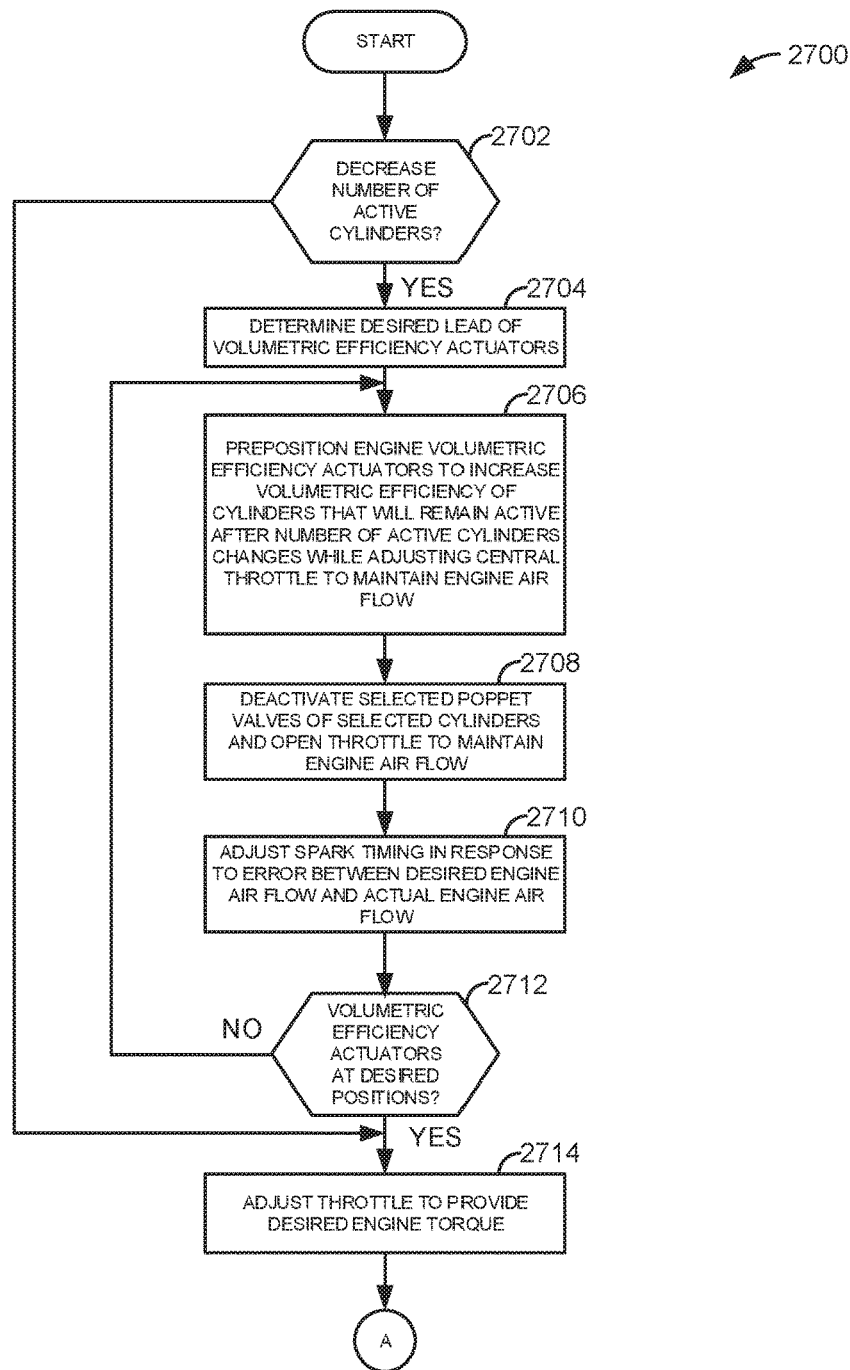 START
2700
2702
DECREASE
NUMBER OF
ACTIVE
CYLINDERS?
YES
2704
DETERMINE DESIRED LEAD OF
VOLUMETRIC EFFICIENCY ACTUATORS
2706
PREPOSITION ENGINE VOLUMETRIC
EFFICIENCY ACTUATORS TO INCREASE
VOLUMETRIC EFFICIENCY OF
CYLINDERS THAT WILL REMAIN ACTIVE
AFTER NUMBER OF ACTIVE CYLINDERS
CHANGES WHILE ADJUSTING CENTRAL
THROTTLE TO MAINTAIN ENGINE AIR
FLOW
2708
DEACTIVATE SELECTED POPPET
VALVES OF SELECTED CYLINDERS
AND OPEN THROTTLE TO MAINTAIN
ENGINE AIR FLOW
2710
ADJUST SPARK TIMING IN RESPONSE
TO ERROR BETWEEN DESIRED ENGINE
AIR FLOW AND ACTUAL ENGINE AIR
FLOW
2712
VOLUMETRIC
EFFICIENCY
ACTUATORS
AT DESIRED
POSITIONS?
NO
YES
2714
ADJUST THROTTLE TO PROVIDE
DESIRED ENGINE TORQUE
A